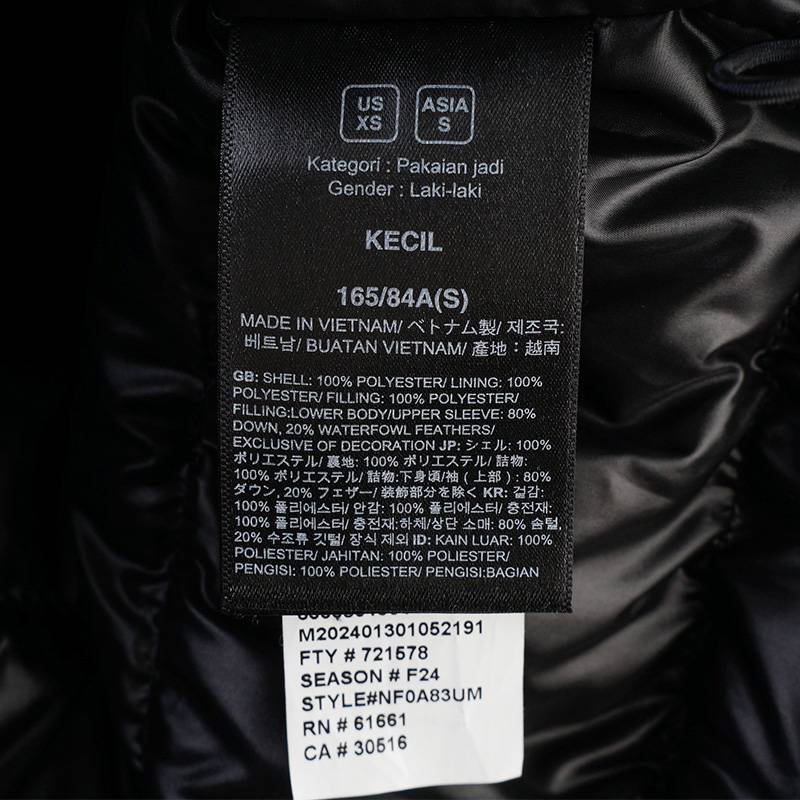 US
XS
ASIA
S
Kategori : Pakaian jadi
Gender : Laki-laki
KECIL
165/84A(S)
MADE IN VIETNAM/ ベトナム製/ 제조국:
베트남/ BUATAN VIETNAM/ 產地：越南
GB: SHELL: 100% POLYESTER/ LINING: 100%
POLYESTER/ FILLING: 100% POLYESTER/
FILLING:LOWER BODY/UPPER SLEEVE: 80%
DOWN, 20% WATERFOWL FEATHERS/
EXCLUSIVE OF DECORATION JP: シェル: 100%
ポリエステル/ 裏地: 100% ポリエステル/ 詰物:
100% ポリエステル/ 詰物:下身頃/袖（上部）: 80%
ダウン, 20% フェザー/ 装飾部分を除く KR: 겉감:
100% 폴리에스터/ 안감: 100% 폴리에스터/ 충전재:
100% 폴리에스터/ 충전재:하체/상단 소매: 80% 솜털,
20% 수조류 깃털/ 장식 제외 ID: KAIN LUAR: 100%
POLIESTER/ JAHITAN: 100% POLIESTER/
PENGISI: 100% POLIESTER/ PENGISI:BAGIAN
M202401301052191
FTY # 721578
SEASON # F24
STYLE#NF0A83UM
RN # 61661
CA # 30516